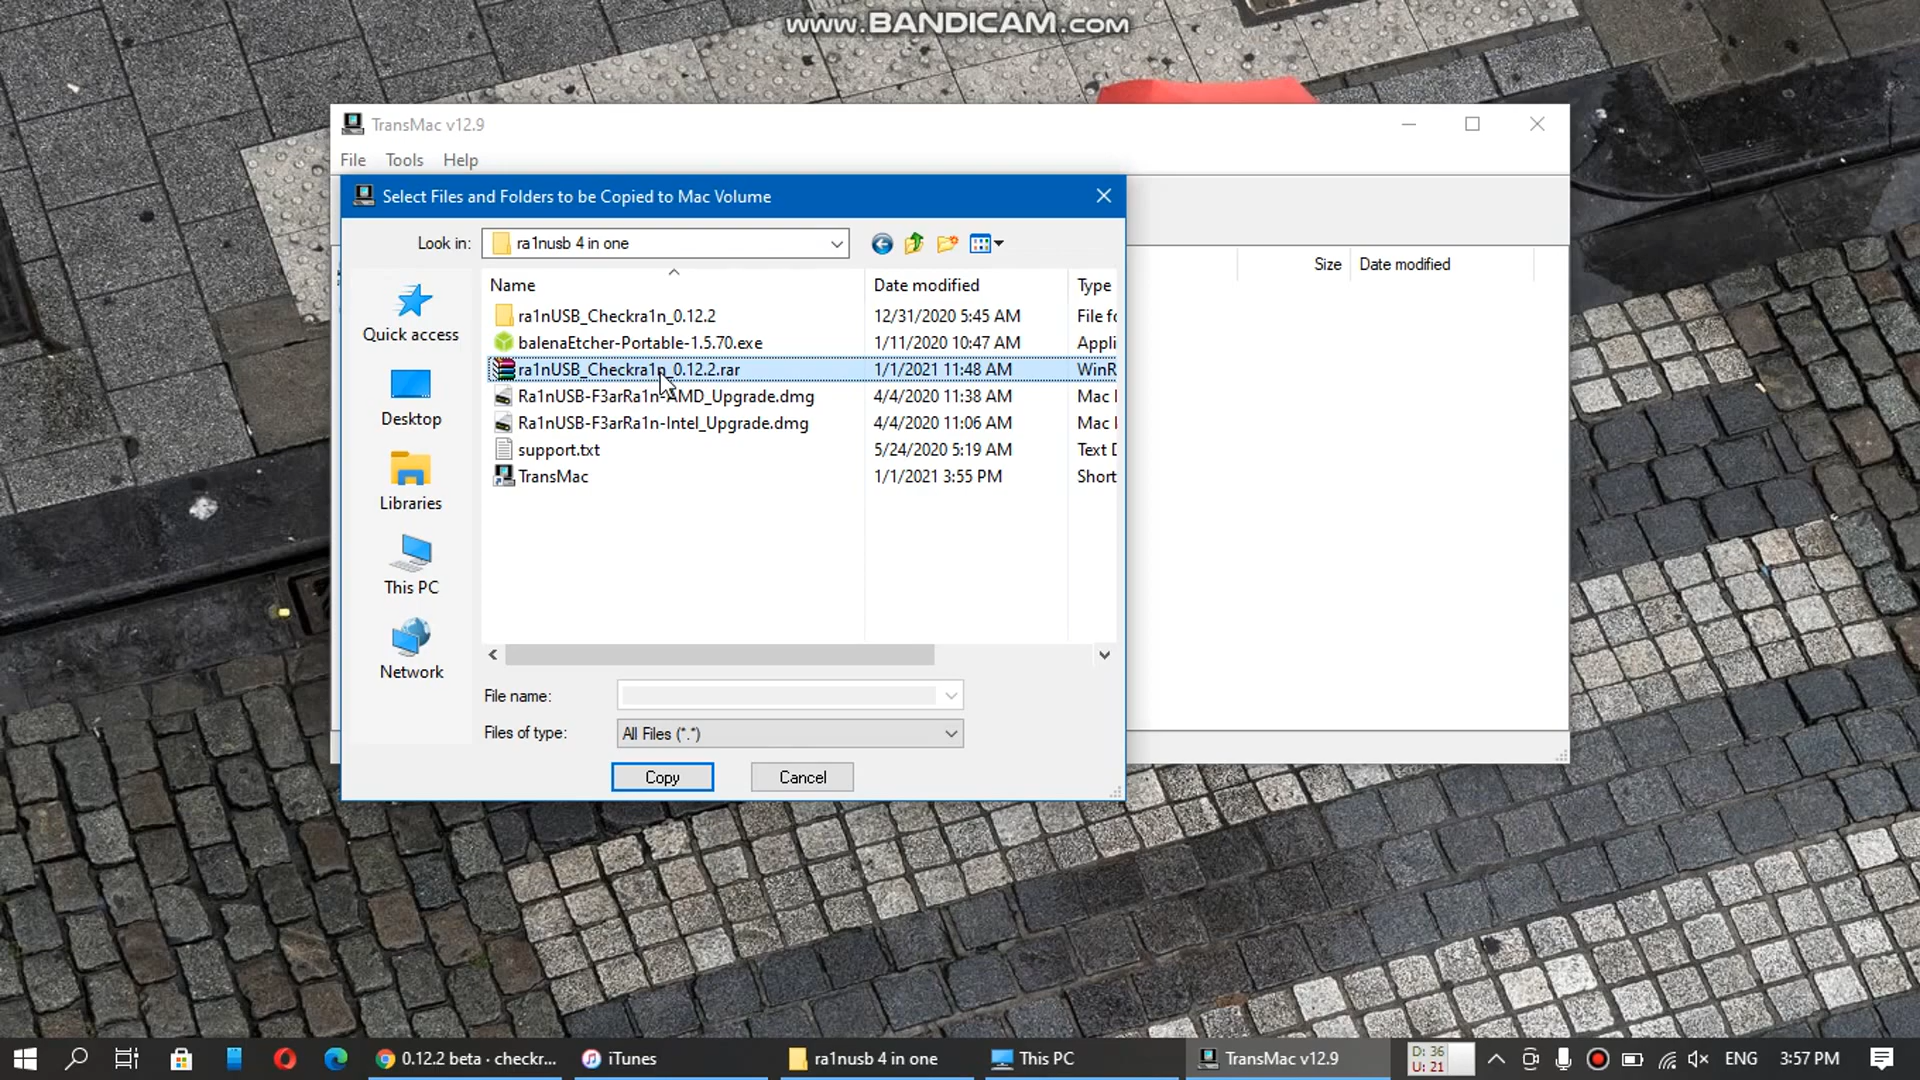 www.BANDICAM.com
TransMac v12.9
File Tools Help
Select Files and Folders to be Copied to Mac Volume
Look in: ra1nusb 4 in one
Size Date modified
Name Date modified Type
Quick access
Desktop
Libraries
This PC
Network
ra1nUSB_Checkra1n_0.12.2 12/31/2020 5:45 AM File fo
balenaEtcher-Portable-1.5.70.exe 1/11/2020 10:47 AM Appli
ra1nUSB_Checkra1n_0.12.2.rar 1/1/2021 11:48 AM WinR
Ra1nUSB-F3arRa1n-AMD_Upgrade.dmg 4/4/2020 11:38 AM Mac I
Ra1nUSB-F3arRa1n-Intel_Upgrade.dmg 4/4/2020 11:06 AM Mac I
support.txt 5/24/2020 5:19 AM Text D
TransMac 1/1/2021 3:55 PM Short
File name:
Files of type: All Files (*.*)
Copy Cancel
0.12.2 beta · checkr... iTunes ra1nusb 4 in one This PC TransMac v12.9 D: 36 U: 21 ENG 3:57 PM